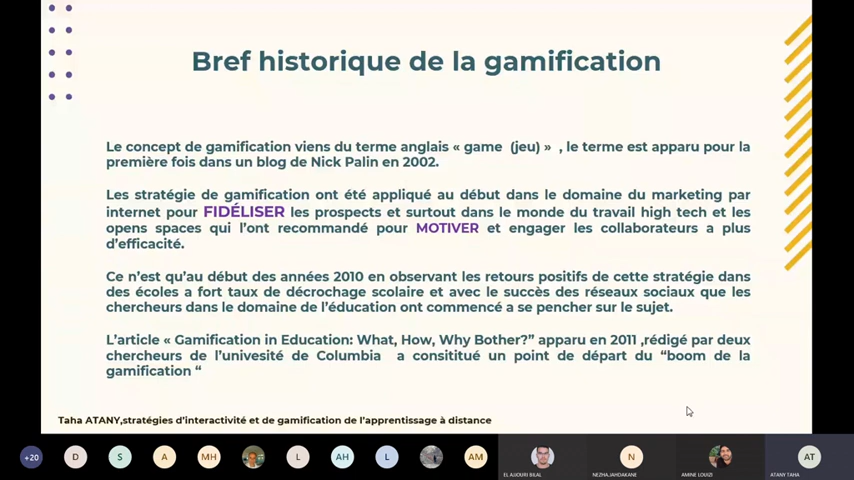 Bref historique de la gamification
Le concept de gamification viens du terme anglais « game (jeu) » , le terme est apparu pour la
première fois dans un blog de Nick Palin en 2002.
Les stratégie de gamification ont été appliqué au début dans le domaine du marketing par
internet pour FIDÉLISER les prospects et surtout dans le monde du travail high tech et les
opens spaces qui l'ont recommandé pour MOTIVER et engager les collaborateurs a plus
d'efficacité.
Ce n'est qu'au début des années 2010 en observant les retours positifs de cette stratégie dans
des écoles a fort taux de décrochage scolaire et avec le succès des réseaux sociaux que les
chercheurs dans le domaine de l'éducation ont commencé a se pencher sur le sujet.
L'article « Gamification in Education: What, How, Why Bother?" apparu en 2011 ,rédigé par deux
chercheurs de l'univesité de Columbia a consititué un point de départ du "boom de la
gamification "
Taha ATANY,stratégies d'interactivité et de gamification de l'apprentissage à distance
+20 D S A MH L AH L AM N AT
EL AJOURI BILAL NEZHA JAHDAKANE AMINE LOUIZI ATANY TAHA